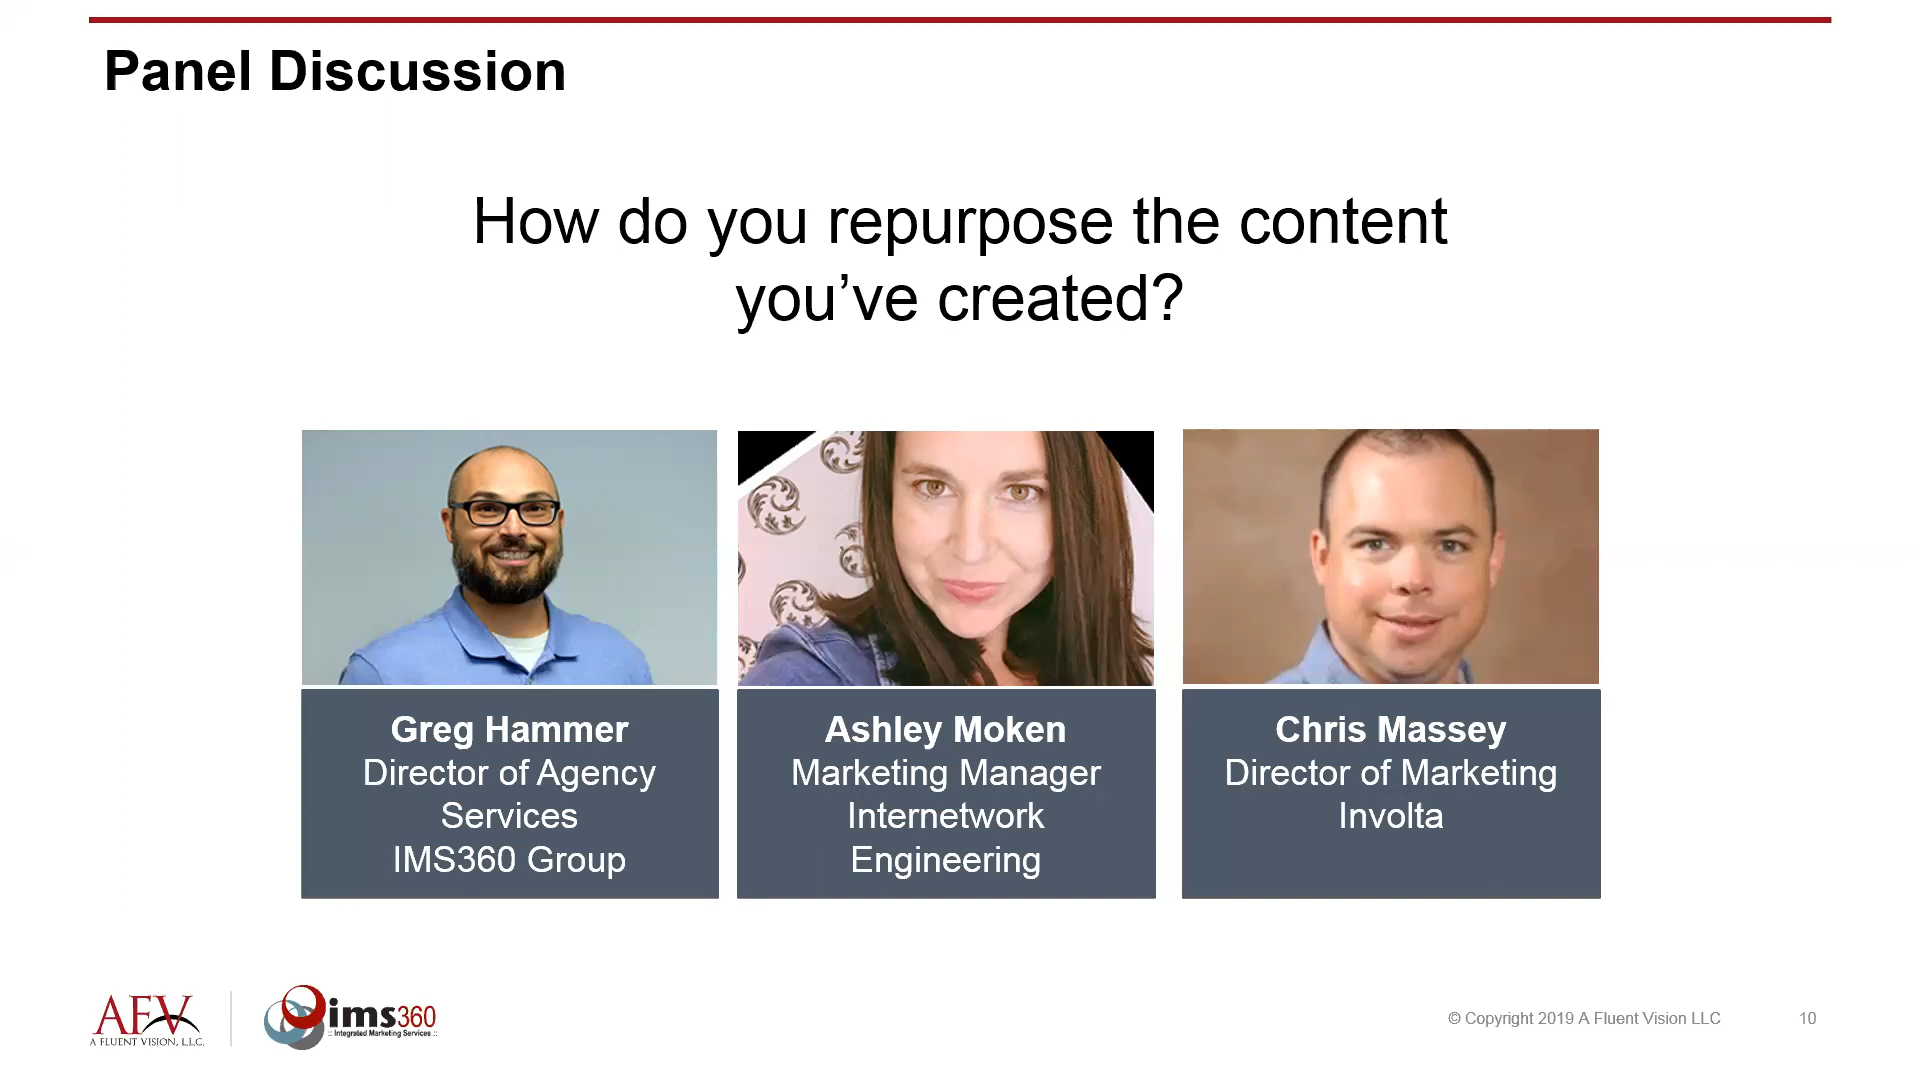 Panel Discussion
How do you repurpose the content
you’ve created?
Greg Hammer
Director of Agency
Services
IMS360 Group
Ashley Moken
Marketing Manager
Internetwork
Engineering
Chris Massey
Director of Marketing
Involta
AFV
A FLUENT VISION, L.L.C.
ims360
:: Integrated Marketing Services ::
© Copyright 2019 A Fluent Vision LLC
10